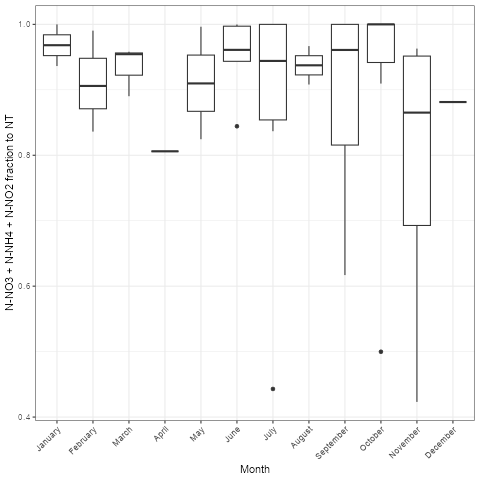 N-NO3 + N-NH4 + N-NO2 fraction to NT
1.0
0.8
0.6
0.4
January
February
March
April
May
June
July
August
September
October
November
December
Month